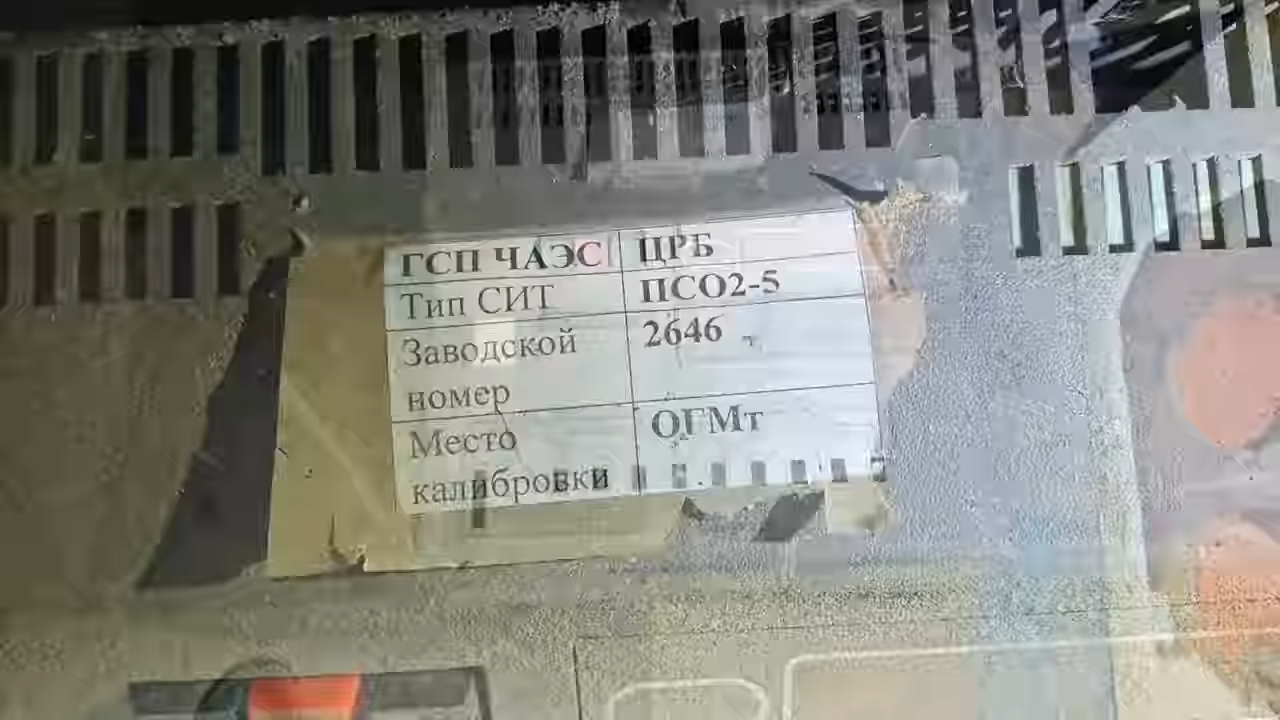 ГСП ЧАЭС ЦРБ
Тип СИТ ПСО2-5
Заводской 2646
номер
Место ОГМт
калибровки